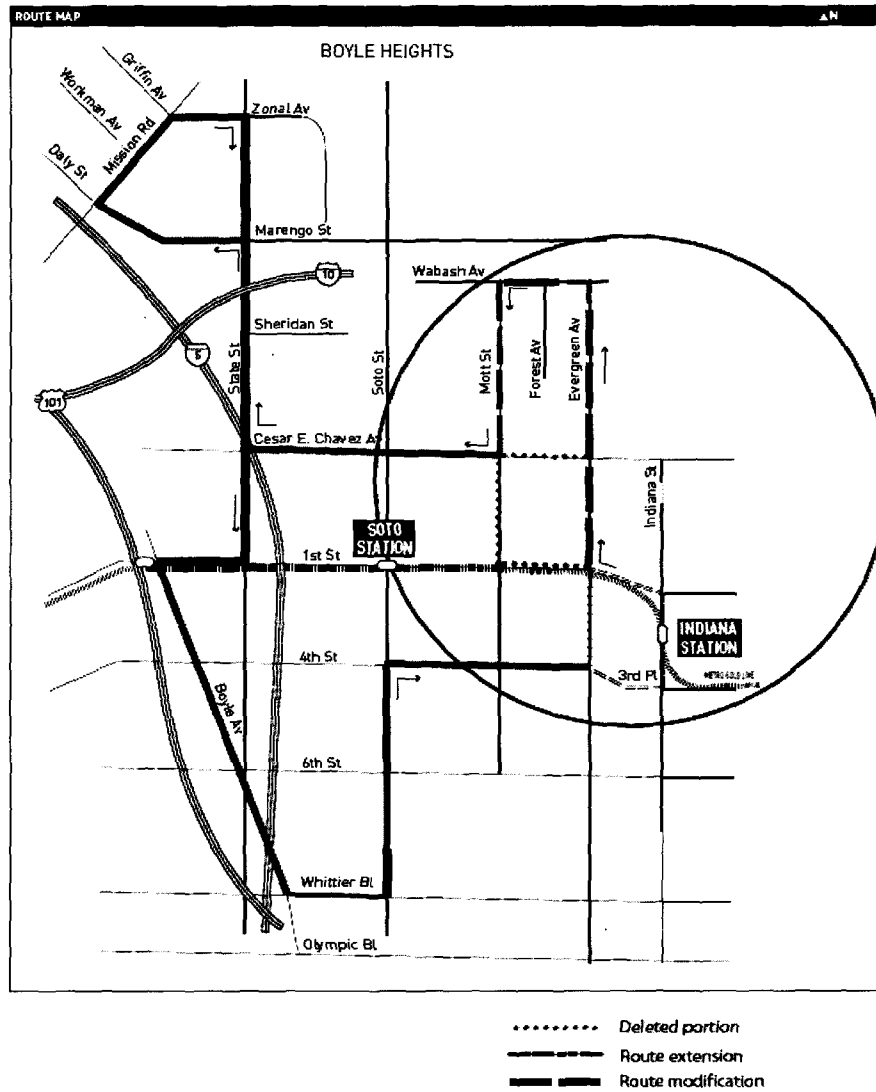 ROUTE MAP
▲N
BOYLE HEIGHTS
Griffin Av
Workman Av
Mission Rd
Daly St
Zonal Av
Marengo St
10
Wabash Av
Sheridan St
5
101
State St
Soto St
Mott St
Forest Av
Evergreen Av
Cesar E. Chavez A
Indiana St
SOTO
STATION
1st St
INDIANA
STATION
4th St
3rd Pl
METRO GOLD LINE
Boyle Av
6th St
Whittier Bl
Olympic Bl
Deleted portion
Route extension
Route modification